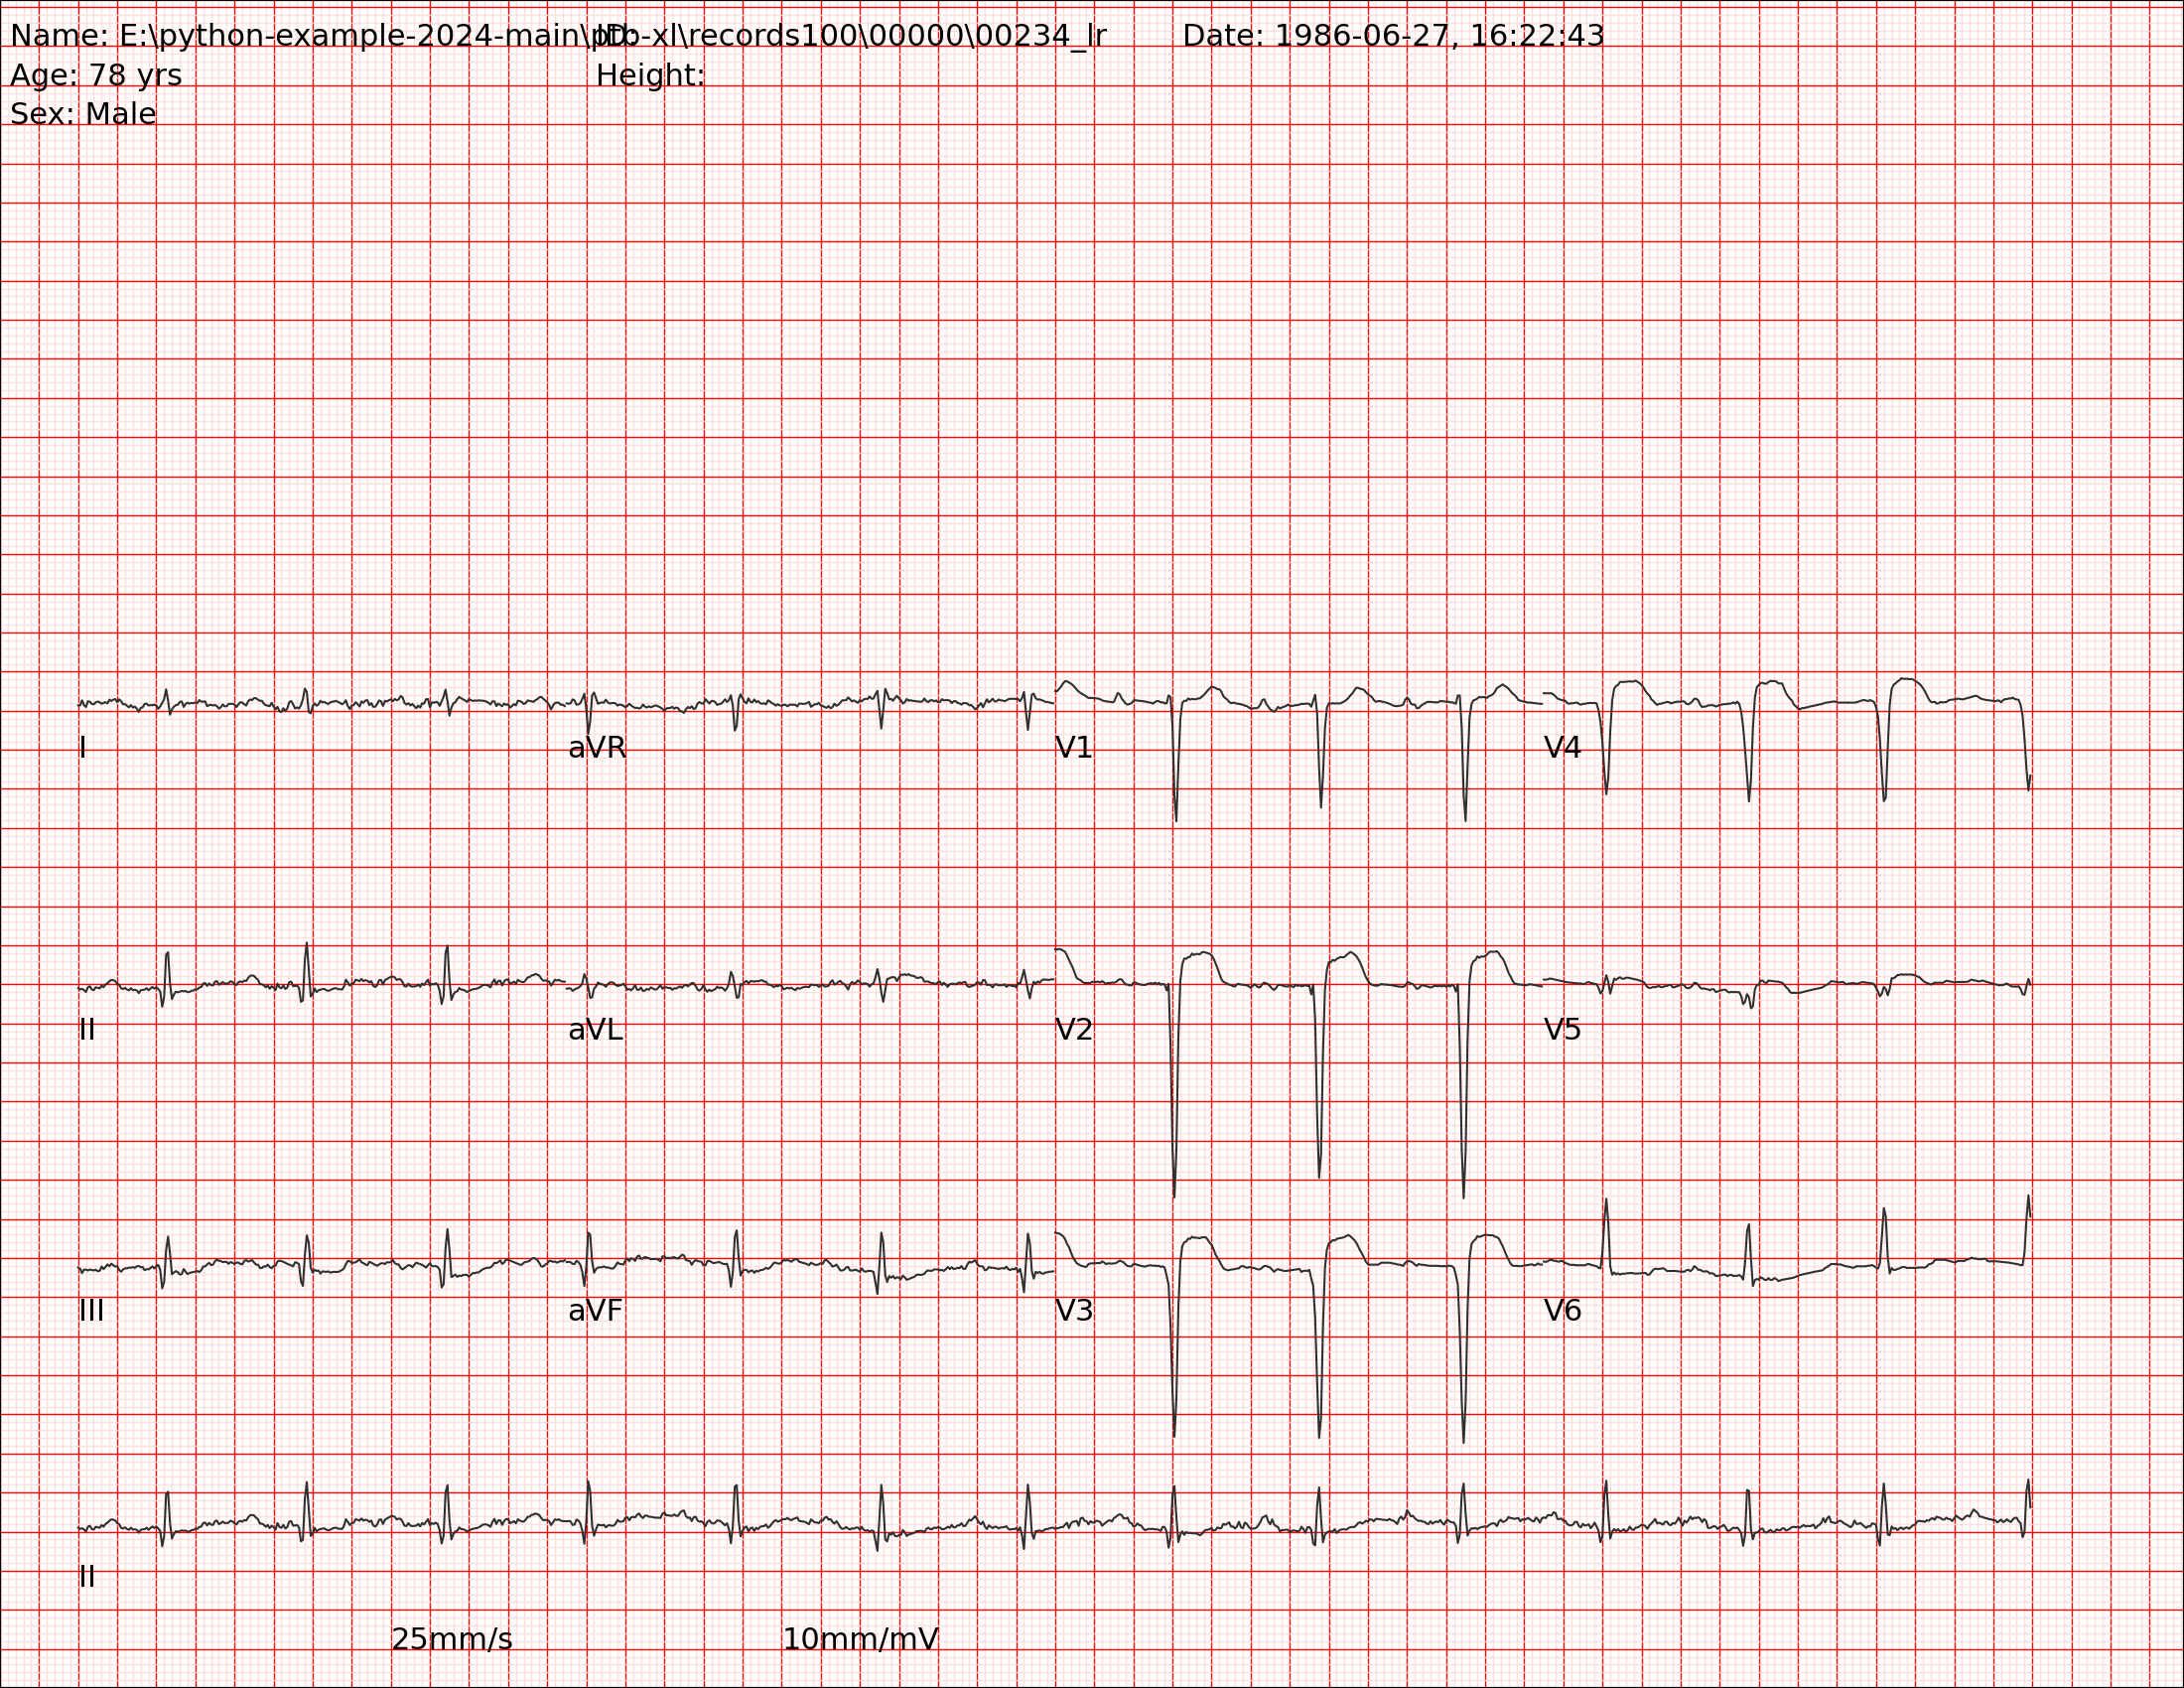 Name: E:\python-example-2024-main\ptb-xl\records100\00000\00234_lr ID: Date: 1986-06-27, 16:22:43
Age: 78 yrs Height:
Sex: Male
I aVR V1 V4
II aVL V2 V5
III aVF V3 V6
II
25mm/s 10mm/mV